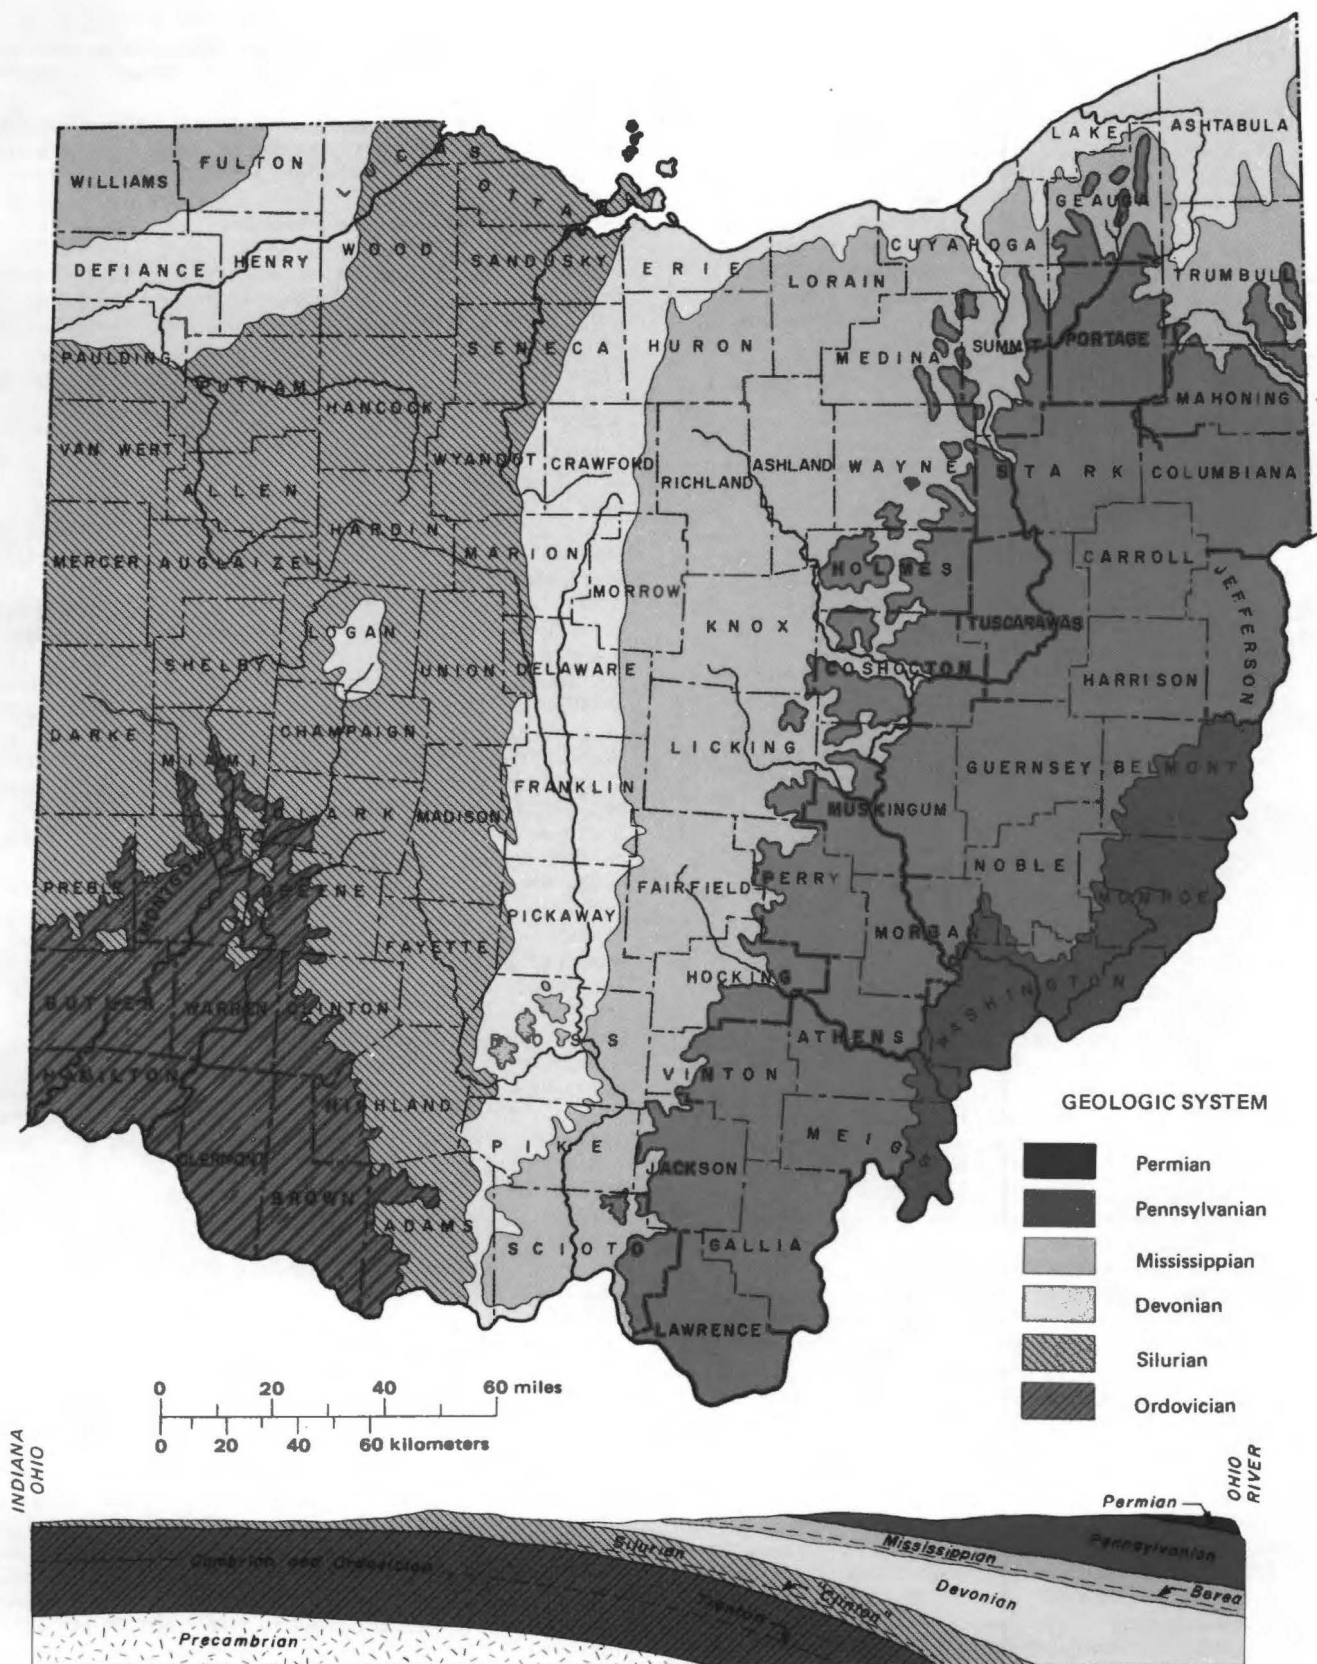 LAKE
ASHTABULA
FULTON
LUCAS
OTTAWA
WILLIAMS
GEAUGA
CUYAHOGA
WOOD
DEFIANCE
HENRY
SANDUSKY
ERIE
LORAIN
TRUMBULL
PAULDING
SENECA
HURON
MEDINA
SUMMIT
PORTAGE
PUTNAM
HANCOCK
MAHONING
VAN WERT
WYANDOT
CRAWFORD
RICHLAND
ASHLAND
WAYNE
STARK
COLUMBIANA
ALLEN
HARDIN
MERCER
AUGLAIZE
MARION
HOLMES
CARROLL
JEFFERSON
MORROW
LOGAN
KNOX
TUSCARAWAS
SHELBY
UNION
DELAWARE
COSHOCTON
HARRISON
DARKE
MIAMI
CHAMPAIGN
LICKING
GUERNSEY
BELMONT
CLARK
MADISON
FRANKLIN
MUSKINGUM
PREBLE
MONTGOMERY
GREENE
FAIRFIELD
PERRY
NOBLE
MONROE
PICKAWAY
FAYETTE
MORGAN
HOCKING
WASHINGTON
BUTLER
WARREN
CLINTON
ROSS
ATHENS
HAMILTON
HIGHLAND
VINTON
PIKE
MEIGS
CLERMONT
BROWN
JACKSON
ADAMS
SCIOTO
GALLIA
LAWRENCE
GEOLOGIC SYSTEM
Permian
Pennsylvanian
Mississippian
Devonian
Silurian
Ordovician
0 20 40 60 miles
0 20 40 60 kilometers
INDIANA
OHIO
OHIO
RIVER
Permian
Pennsylvanian
Mississippian
Silurian
Cambrian and Ordovician
Devonian
Berea
"Clinton"
Trenton
Precambrian